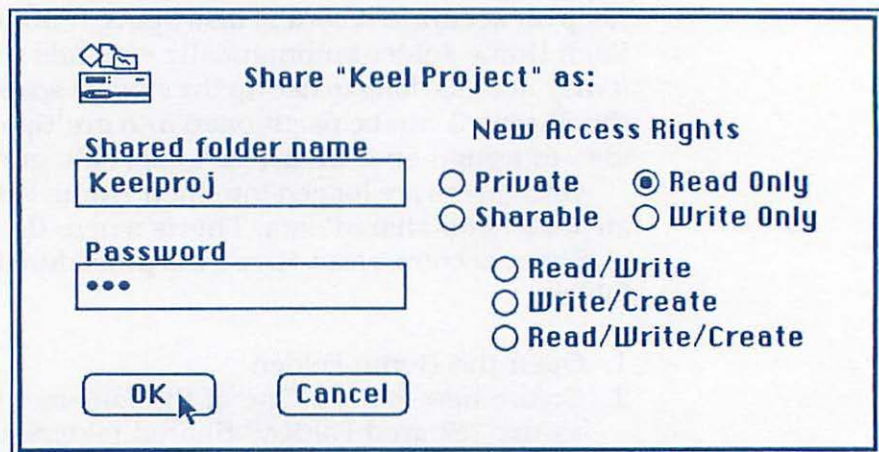 Share "Keel Project" as:
Shared folder name
Keelproj
Password
•••
New Access Rights
Private
Read Only
Sharable
Write Only
Read/Write
Write/Create
Read/Write/Create
OK
Cancel